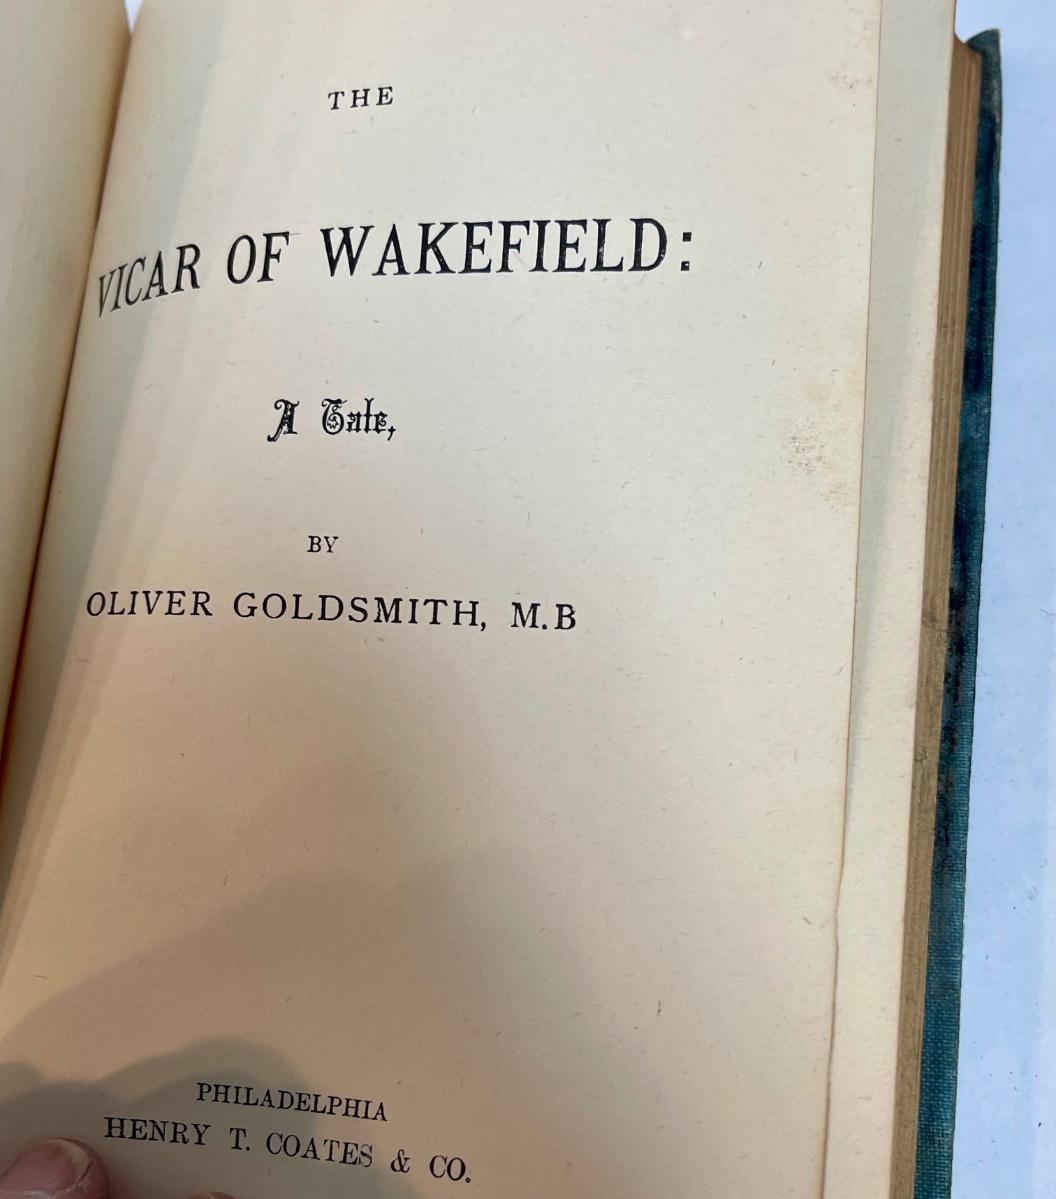 THE
VICAR OF WAKEFIELD:
A Tale,
BY
OLIVER GOLDSMITH, M.B
PHILADELPHIA
HENRY T. COATES & CO.